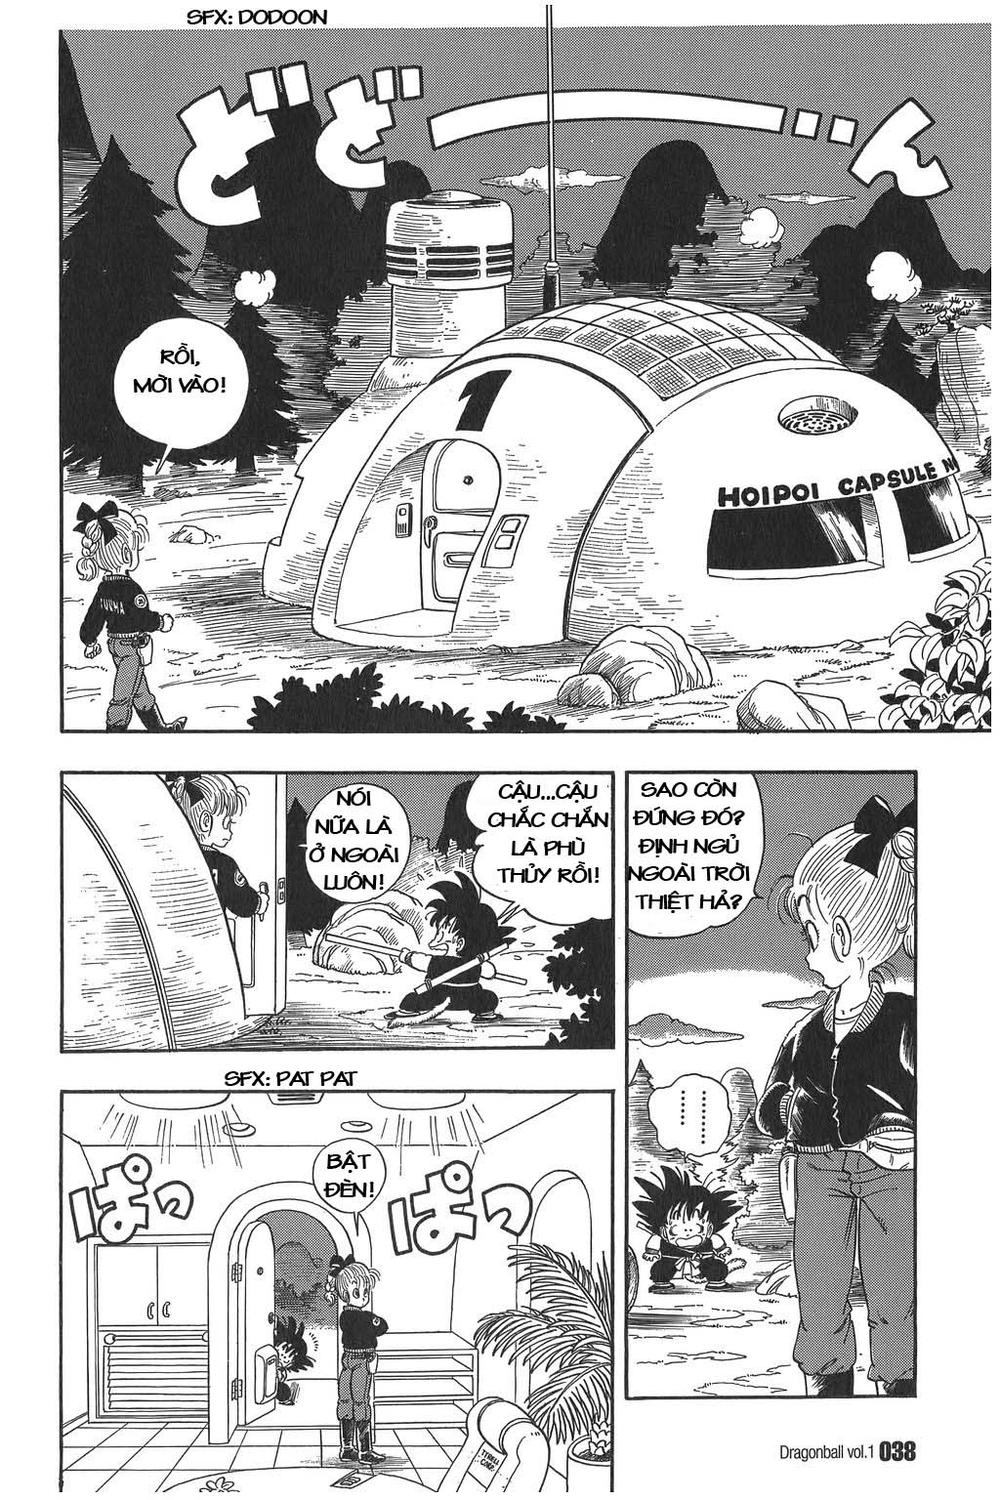 SFX: DODOON
どどーーん
RỒI,
MỜI VÀO!
1
HOIPOI CAPSULE N
SAO CÒN
ĐỨNG ĐÓ?
ĐỊNH NGỦ
NGOÀI TRỜI
THIỆT HẢ?
............
CẬU...CẬU
CHẮC CHẮN
LÀ PHÙ
THỦY RỒI!
NÓI
NỮA LÀ
Ở NGOÀI
LUÔN!
SFX: PAT PAT
BẬT
ĐÈN!
ぱっ
ぱっ
TYRELL
CORP.
Dragonball vol.1 038